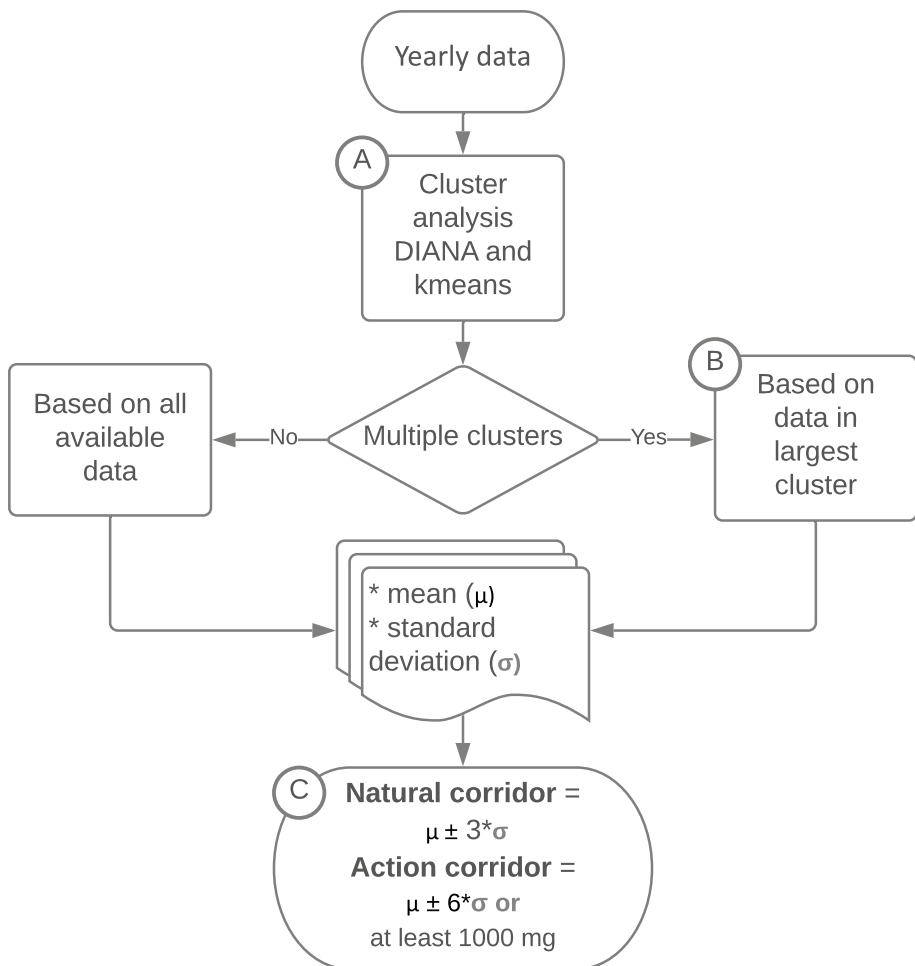 Yearly data
A
Cluster
analysis
DIANA and
kmeans
Multiple clusters
No
Yes
Based on all
available
data
B
Based on
data in
largest
cluster
* mean (μ)
* standard
deviation (σ)
C
Natural corridor =
μ ± 3*σ
Action corridor =
μ ± 6*σ or
at least 1000 mg